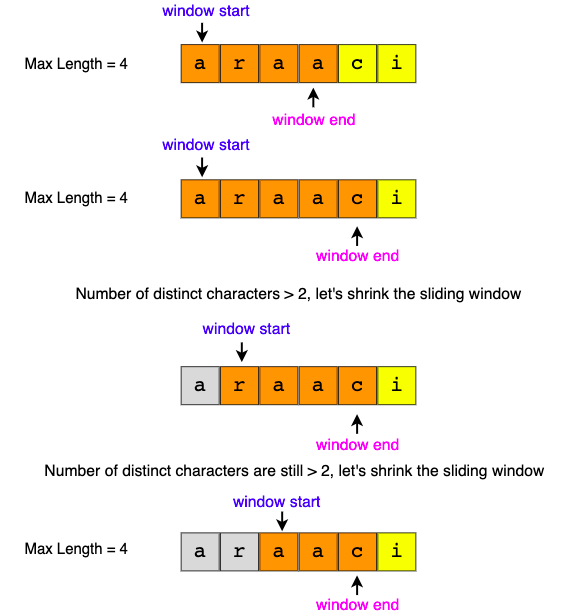 window start
Max Length = 4
a r a a c i
window end
window start
Max Length = 4
a r a a c i
window end
Number of distinct characters > 2, let's shrink the sliding window
window start
a r a a c i
window end
Number of distinct characters are still > 2, let's shrink the sliding window
window start
Max Length = 4
a r a a c i
window end